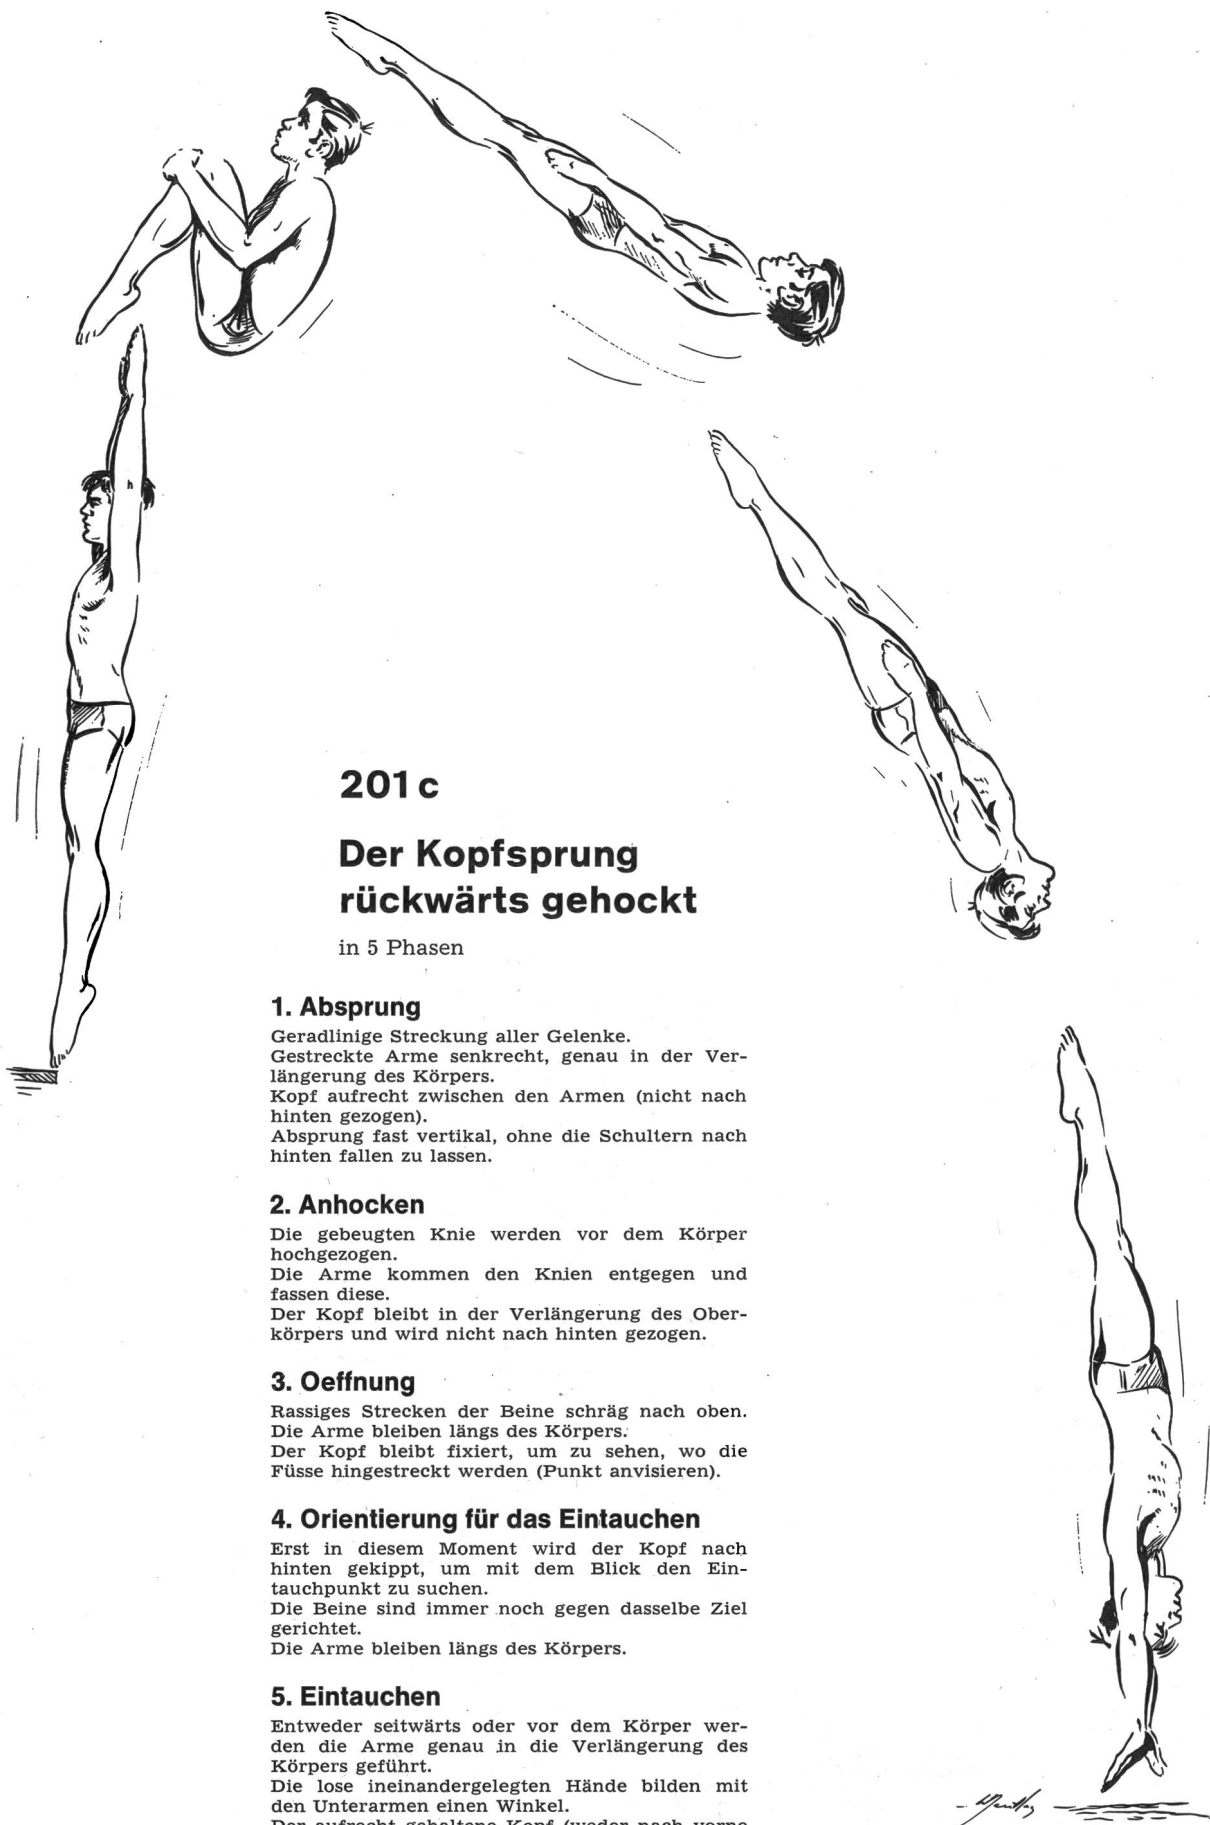 201 c
Der Kopfsprung
rückwärts gehockt
in 5 Phasen
1. Absprung
Geradlinige Streckung aller Gelenke.
Gestreckte Arme senkrecht, genau in der Ver-
längerung des Körpers.
Kopf aufrecht zwischen den Armen (nicht nach
hinten gezogen).
Absprung fast vertikal, ohne die Schultern nach
hinten fallen zu lassen.
2. Anhocken
Die gebeugten Knie werden vor dem Körper
hochgezogen.
Die Arme kommen den Knien entgegen und
fassen diese.
Der Kopf bleibt in der Verlängerung des Ober-
körpers und wird nicht nach hinten gezogen.
3. Oeffnung
Rassiges Strecken der Beine schräg nach oben.
Die Arme bleiben längs des Körpers.
Der Kopf bleibt fixiert, um zu sehen, wo die
Füsse hingestreckt werden (Punkt anvisieren).
4. Orientierung für das Eintauchen
Erst in diesem Moment wird der Kopf nach
hinten gekippt, um mit dem Blick den Ein-
tauchpunkt zu suchen.
Die Beine sind immer noch gegen dasselbe Ziel
gerichtet.
Die Arme bleiben längs des Körpers.
5. Eintauchen
Entweder seitwärts oder vor dem Körper wer-
den die Arme genau in die Verlängerung des
Körpers geführt.
Die lose ineinandergelegten Hände bilden mit
den Unterarmen einen Winkel.
Der aufrecht gehaltene Kopf (weder nach vorne